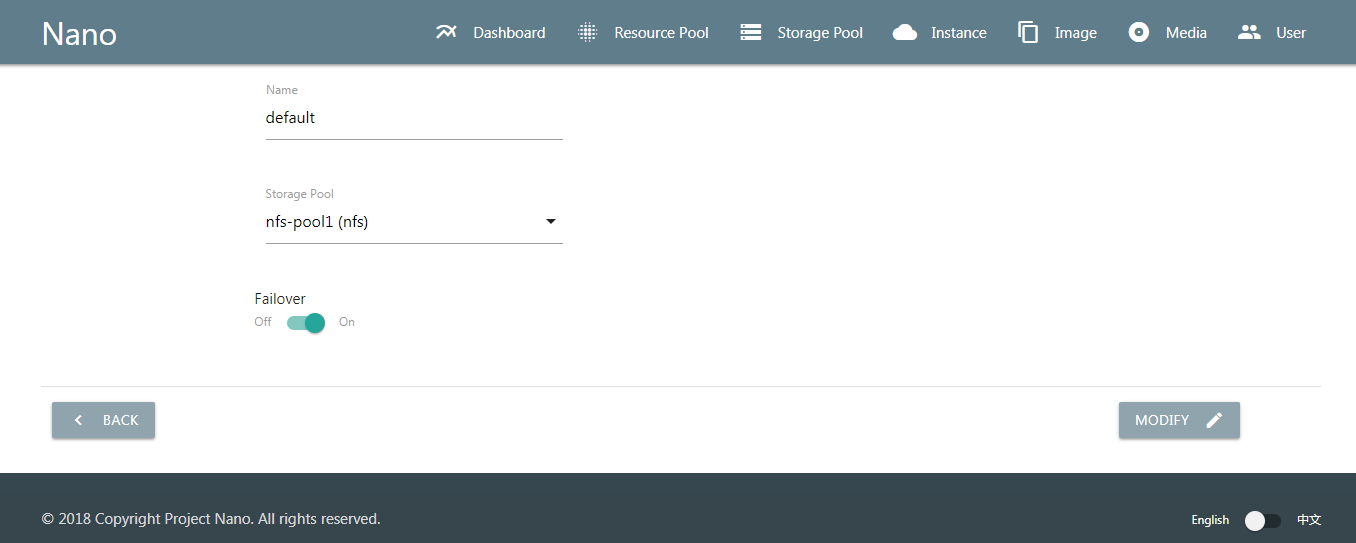 Nano
Dashboard
Resource Pool
Storage Pool
Instance
Image
Media
User
Name
default
Storage Pool
nfs-pool1 (nfs)
Failover
Off On
BACK
MODIFY
© 2018 Copyright Project Nano. All rights reserved.
English 中文